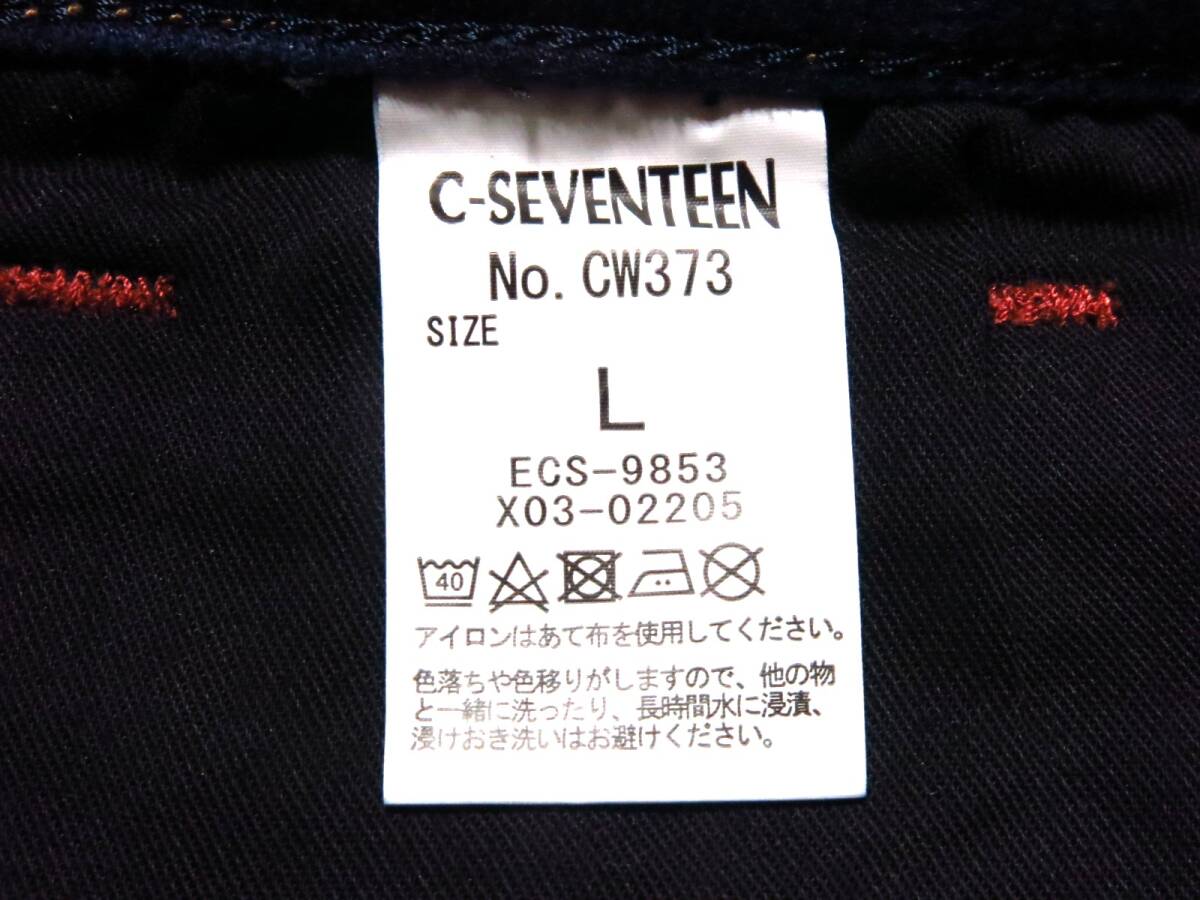 C-SEVENTEEN
No. CW373
SIZE
L
ECS-9853
X03-02205
40
アイロンはあて布を使用してください。
色落ちや色移りがしますので、他の物
と一緒に洗ったり、長時間水に浸漬、
浸けおき洗いはお避けください。